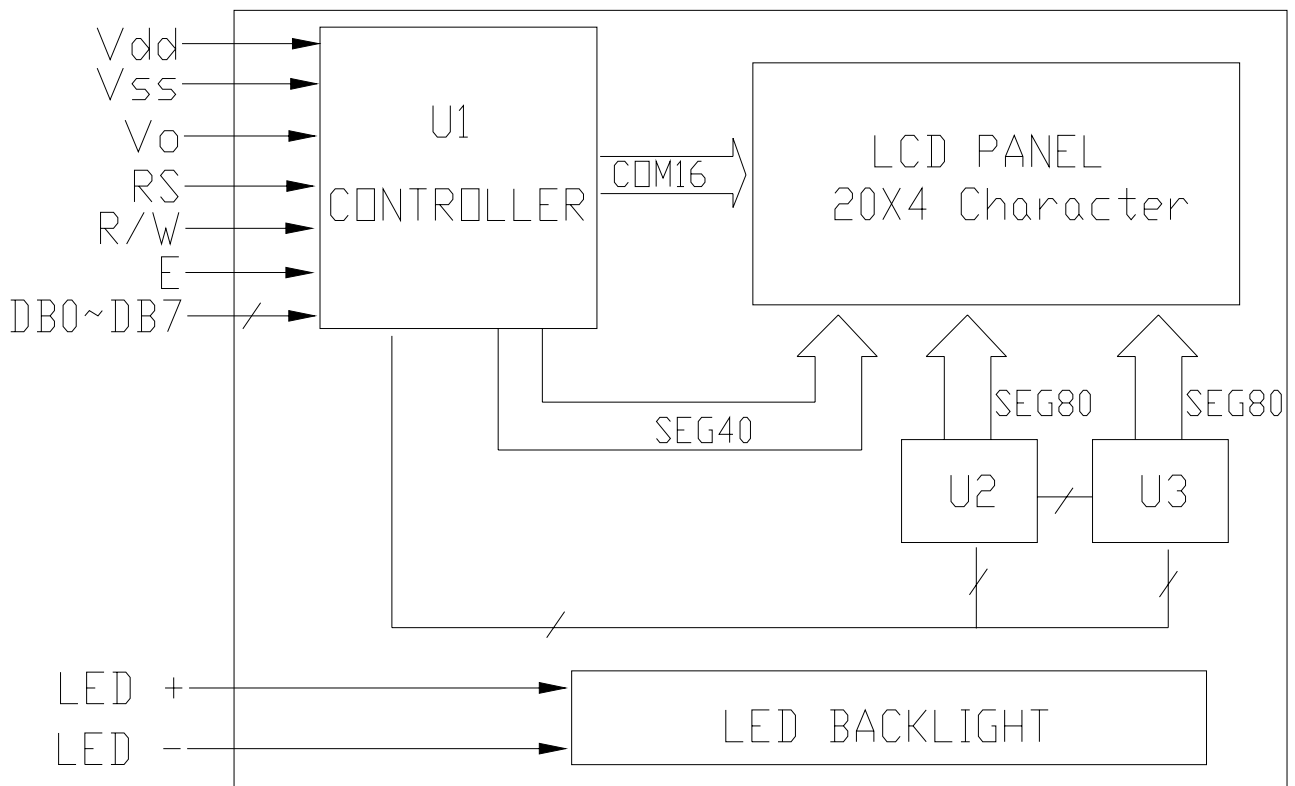 Vdd
Vss
Vo
RS
R/W
E
DB0~DB7
U1
CONTROLLER
COM16
LCD PANEL
20X4 Character
SEG40
SEG80
SEG80
U2
U3
LED +
LED -
LED BACKLIGHT